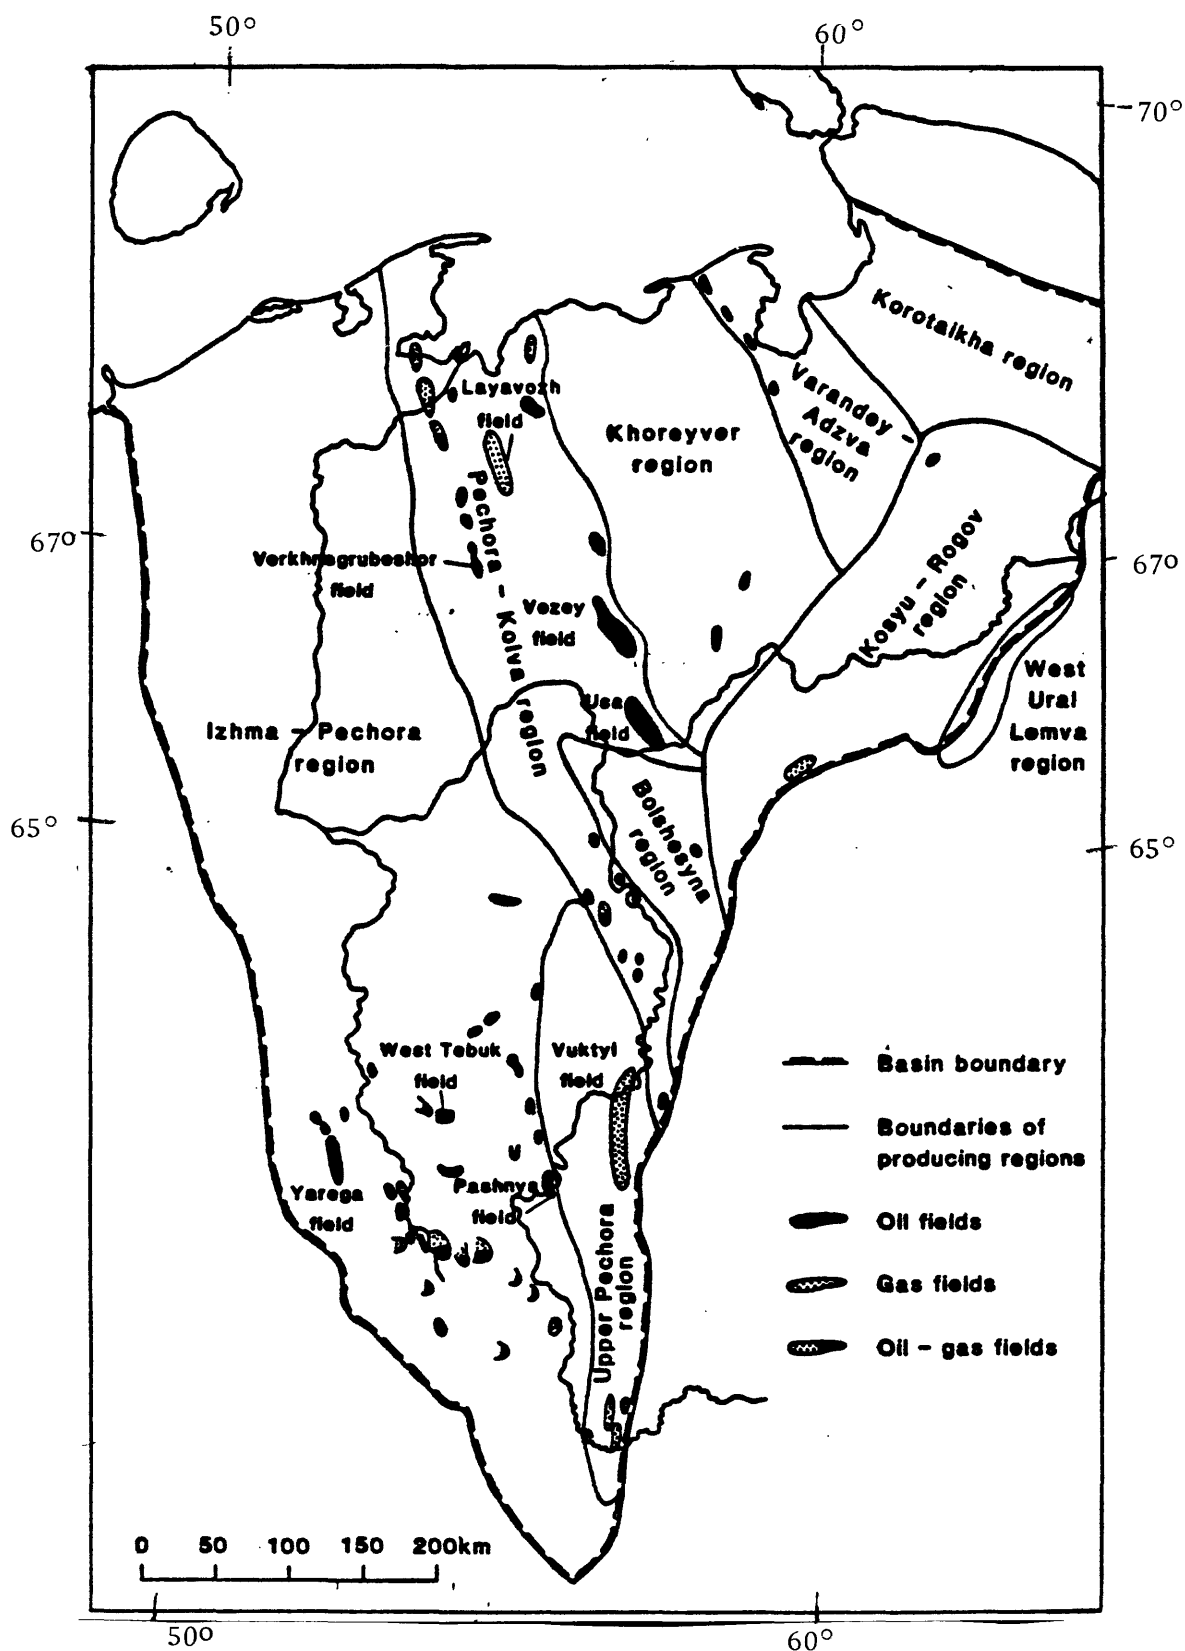 50°
60°
70°
Korotaikha region
Layavozh
field
Varandey -
Adzva
region
Khoreyver
region
67°
67°
Pechora - Kolva region
Verkhnegrubeshor
field
Kosyu - Rogov
region
Vozey
field
West
Ural
Lemva
region
Usa
field
Izhma - Pechora
region
Bolshesyna
region
65°
65°
West Tebuk
field
Vuktyl
field
Basin boundary
Boundaries of
producing regions
Yarega
field
Pashnya
field
Upper Pechora
region
Oil fields
Gas fields
Oil - gas fields
0 50 100 150 200km
50°
60°